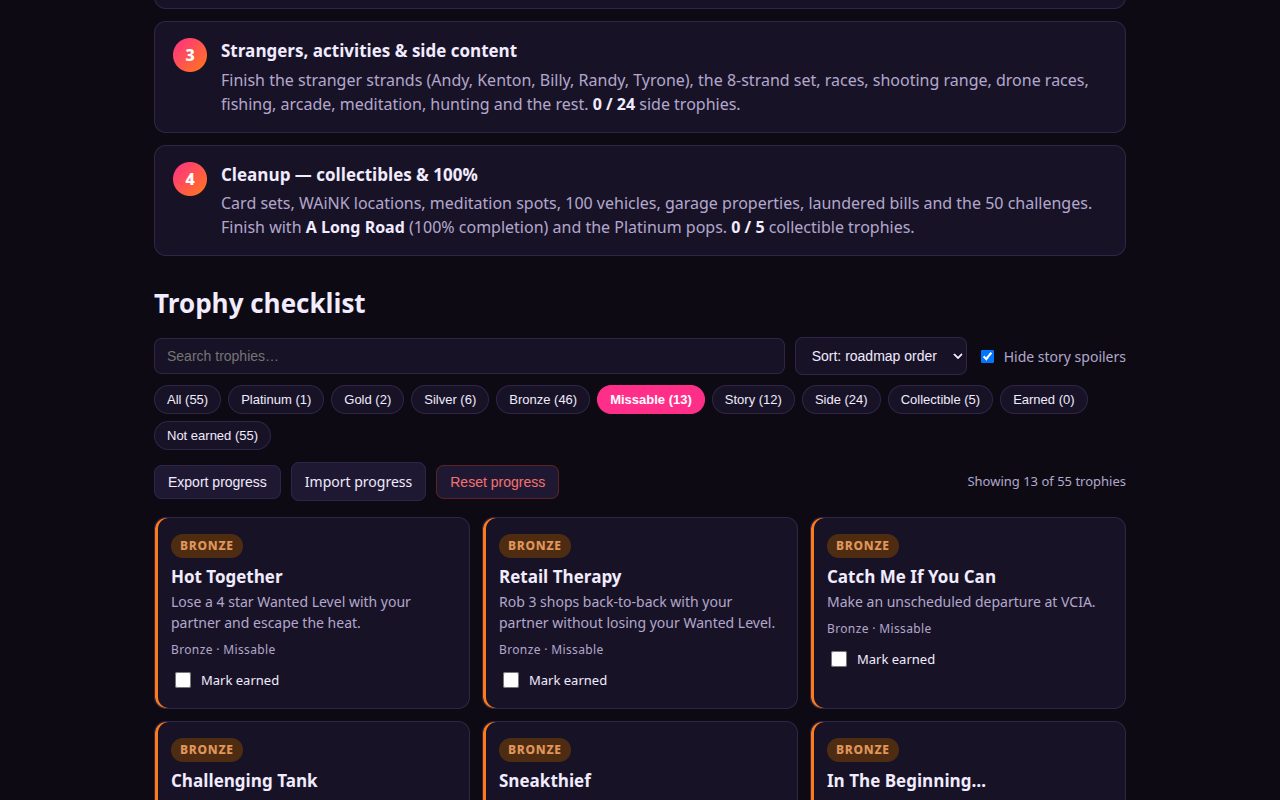 3
Strangers, activities & side content
Finish the stranger strands (Andy, Kenton, Billy, Randy, Tyrone), the 8-strand set, races, shooting range, drone races,
fishing, arcade, meditation, hunting and the rest. 0 / 24 side trophies.
4
Cleanup — collectibles & 100%
Card sets, WAiNK locations, meditation spots, 100 vehicles, garage properties, laundered bills and the 50 challenges.
Finish with A Long Road (100% completion) and the Platinum pops. 0 / 5 collectible trophies.
Trophy checklist
Search trophies…
Sort: roadmap order
Hide story spoilers
All (55)
Platinum (1)
Gold (2)
Silver (6)
Bronze (46)
Missable (13)
Story (12)
Side (24)
Collectible (5)
Earned (0)
Not earned (55)
Export progress
Import progress
Reset progress
Showing 13 of 55 trophies
BRONZE
Hot Together
Lose a 4 star Wanted Level with your
partner and escape the heat.
Bronze · Missable
Mark earned
BRONZE
Retail Therapy
Rob 3 shops back-to-back with your
partner without losing your Wanted Level.
Bronze · Missable
Mark earned
BRONZE
Catch Me If You Can
Make an unscheduled departure at VCIA.
Bronze · Missable
Mark earned
BRONZE
Challenging Tank
BRONZE
Sneakthief
BRONZE
In The Beginning...